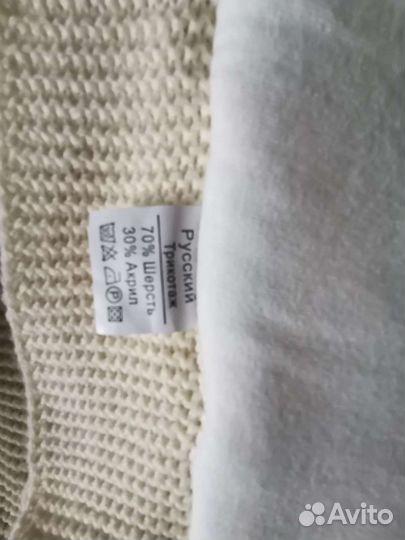 Русский
Трикотаж
70% Шерсть
30% Акрил
Avito